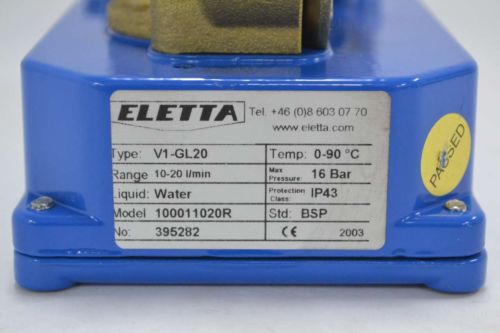 ELETTA Tel. +46 (0)8 603 07 70
www.eletta.com
Type: V1-GL20 Temp: 0-90 °C
Range 10-20 l/min Max Pressure: 16 Bar
Liquid: Water Protection Class: IP43
Model 100011020R Std: BSP
No: 395282 CE 2003
PASSED